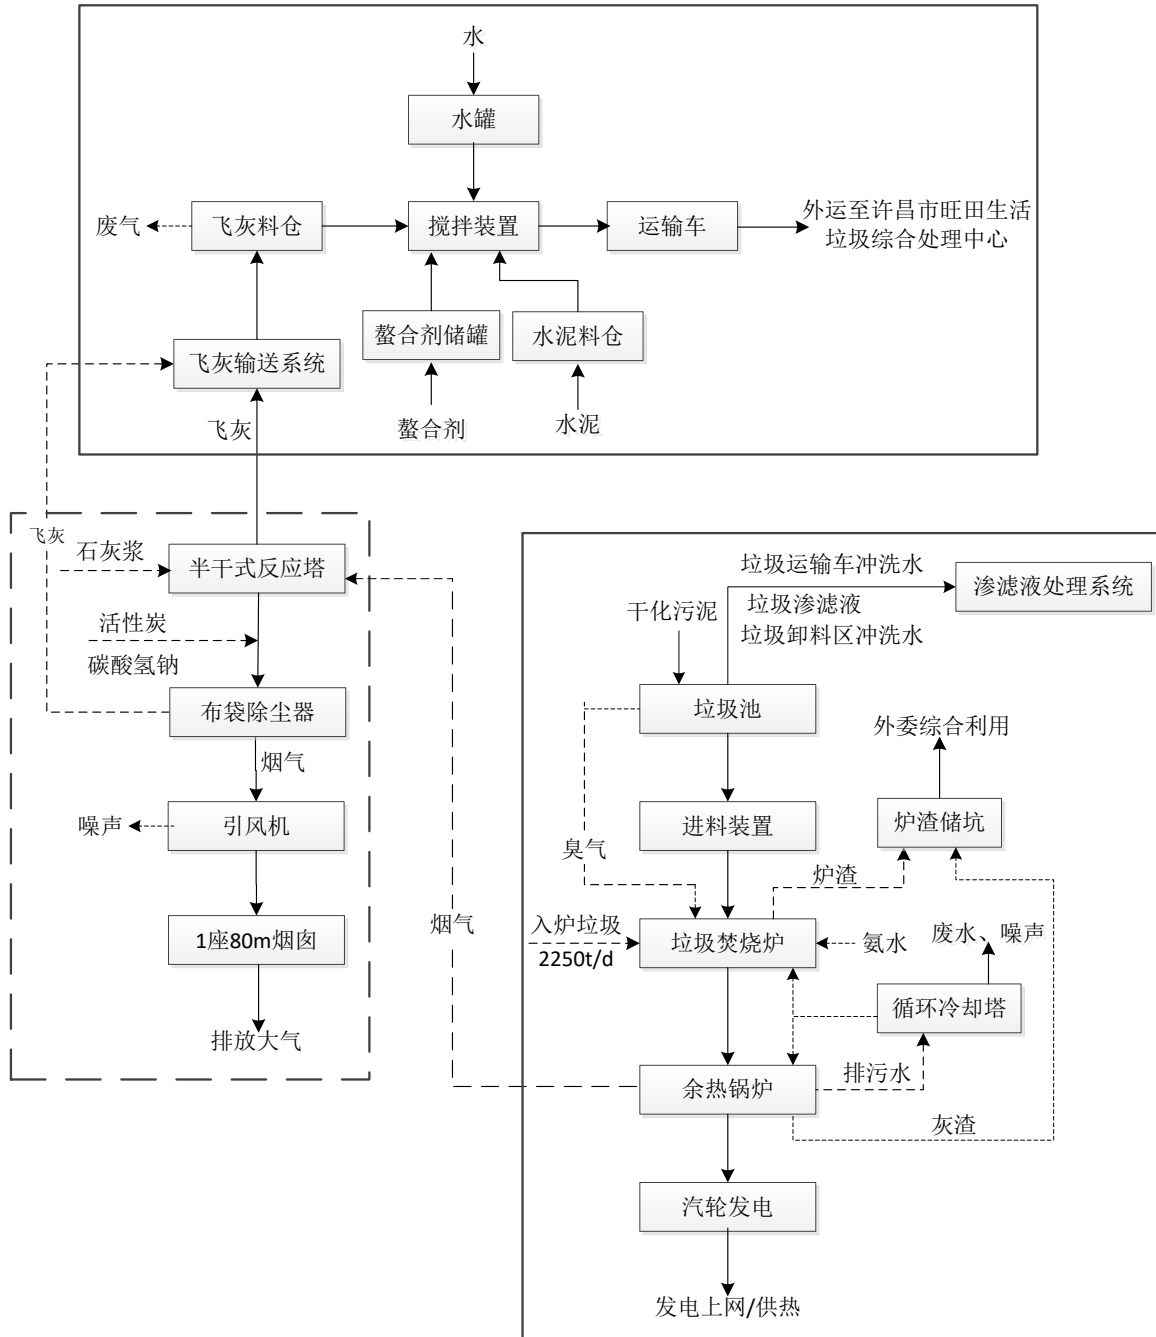 水
水罐
废气
飞灰料仓
搅拌装置
运输车
外运至许昌市旺田生活
垃圾综合处理中心
飞灰输送系统
螯合剂储罐
水泥料仓
飞灰
螯合剂
水泥
飞灰
石灰浆
半干式反应塔
活性炭
碳酸氢钠
布袋除尘器
烟气
噪声
引风机
1座80m烟囱
排放大气
烟气
垃圾运输车冲洗水
垃圾渗滤液
垃圾卸料区冲洗水
渗滤液处理系统
干化污泥
垃圾池
外委综合利用
进料装置
炉渣储坑
臭气
炉渣
入炉垃圾
2250t/d
垃圾焚烧炉
氨水
废水、噪声
循环冷却塔
余热锅炉
排污水
灰渣
汽轮发电
发电上网/供热